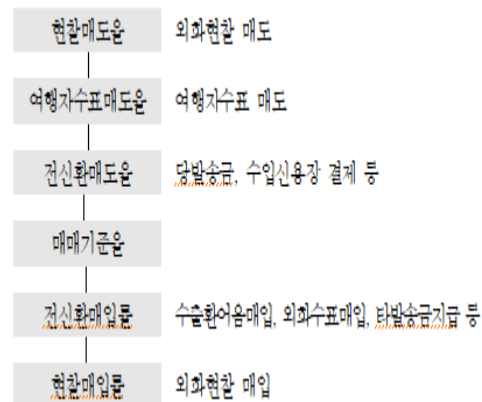 현찰매도율 외화현찰 매도
여행자수표매도율 여행자수표 매도
전신환매도율 당발송금, 수입신용장 결제 등
매매기준율
전신환매입률 수출환어음매입, 외화수표매입, 타발송금지급 등
현찰매입률 외화현찰 매입